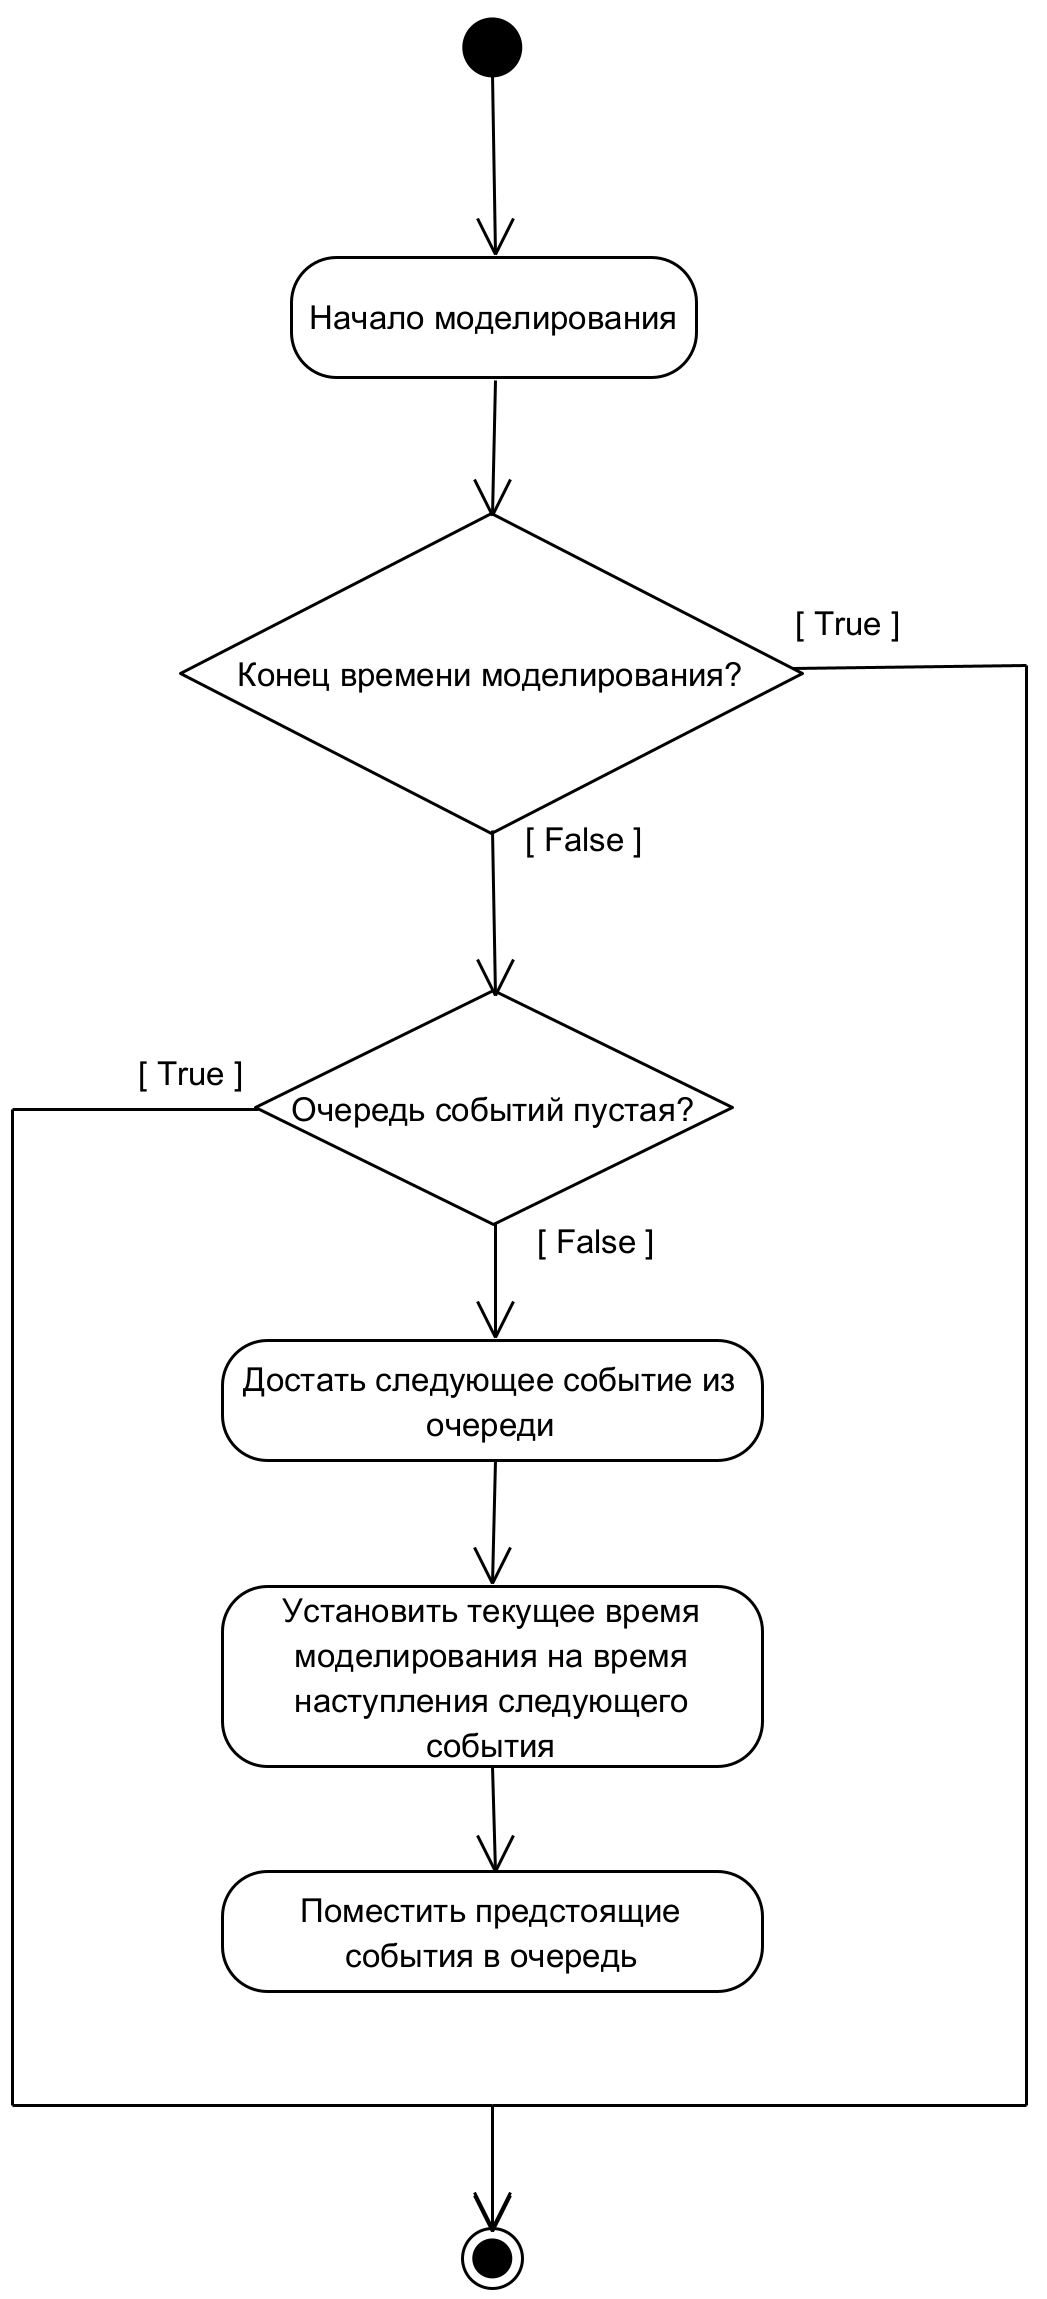 Начало моделирования
[ True ]
Конец времени моделирования?
[ False ]
[ True ]
Очередь событий пустая?
[ False ]
Достать следующее событие из
очереди
Установить текущее время
моделирования на время
наступления следующего
события
Поместить предстоящие
события в очередь